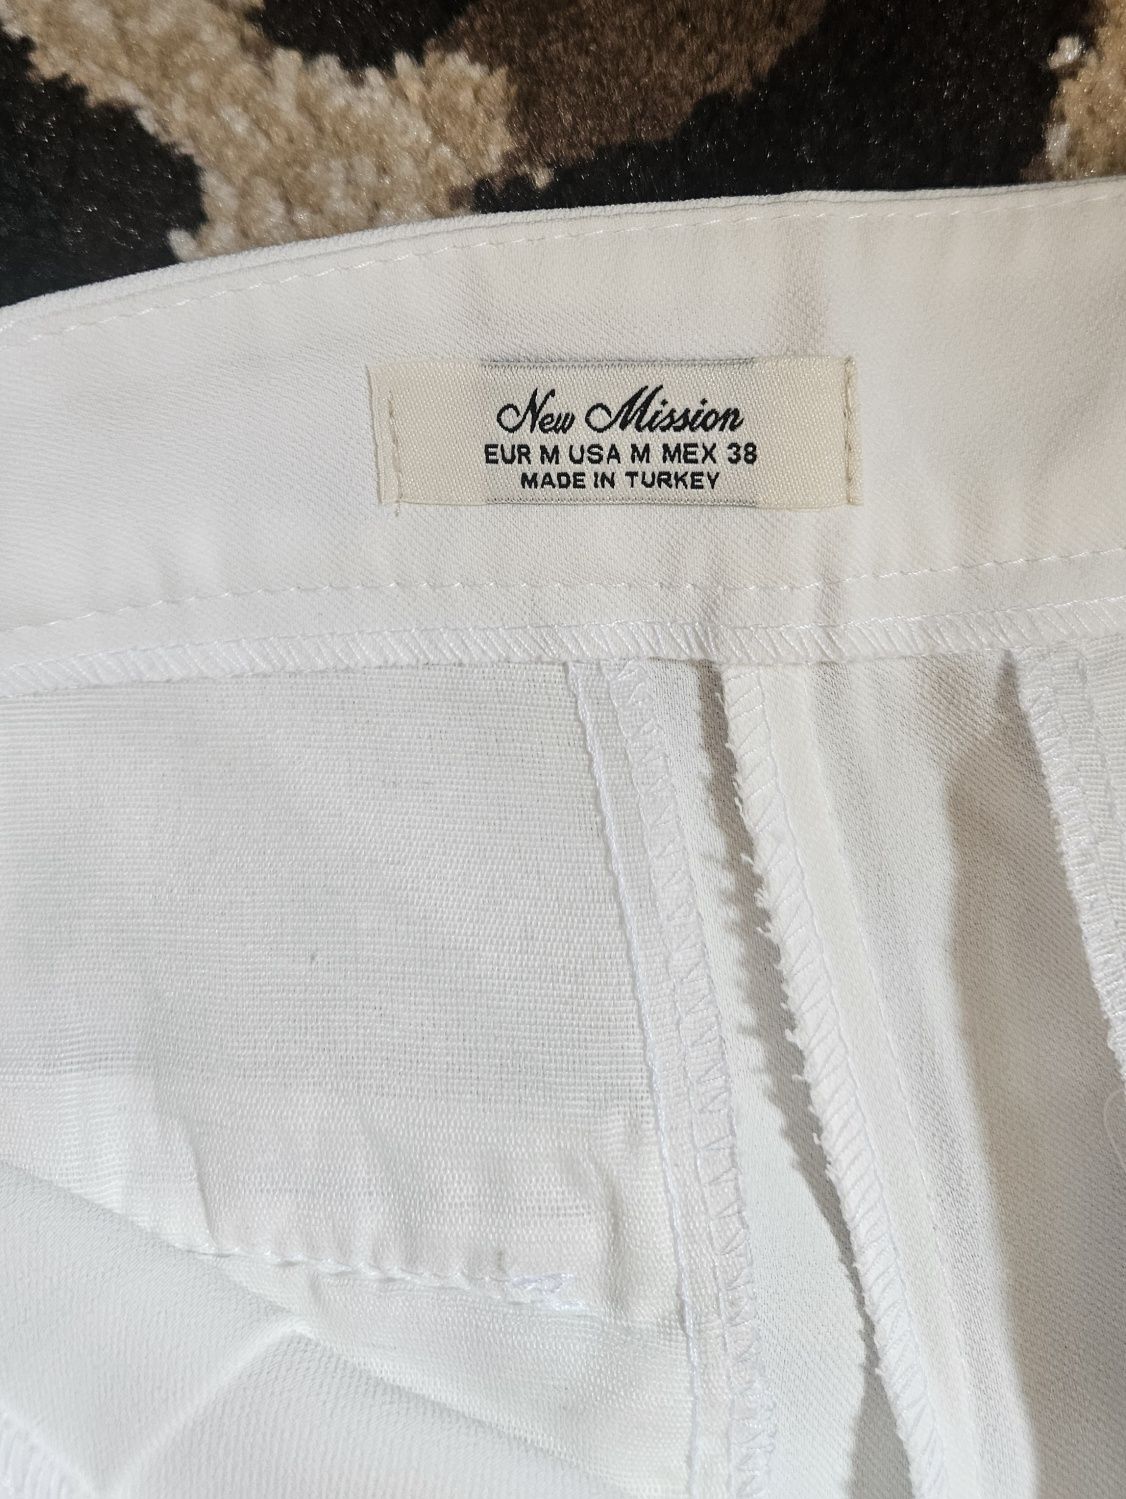 New Mission
EUR M USA M MEX 38
MADE IN TURKEY